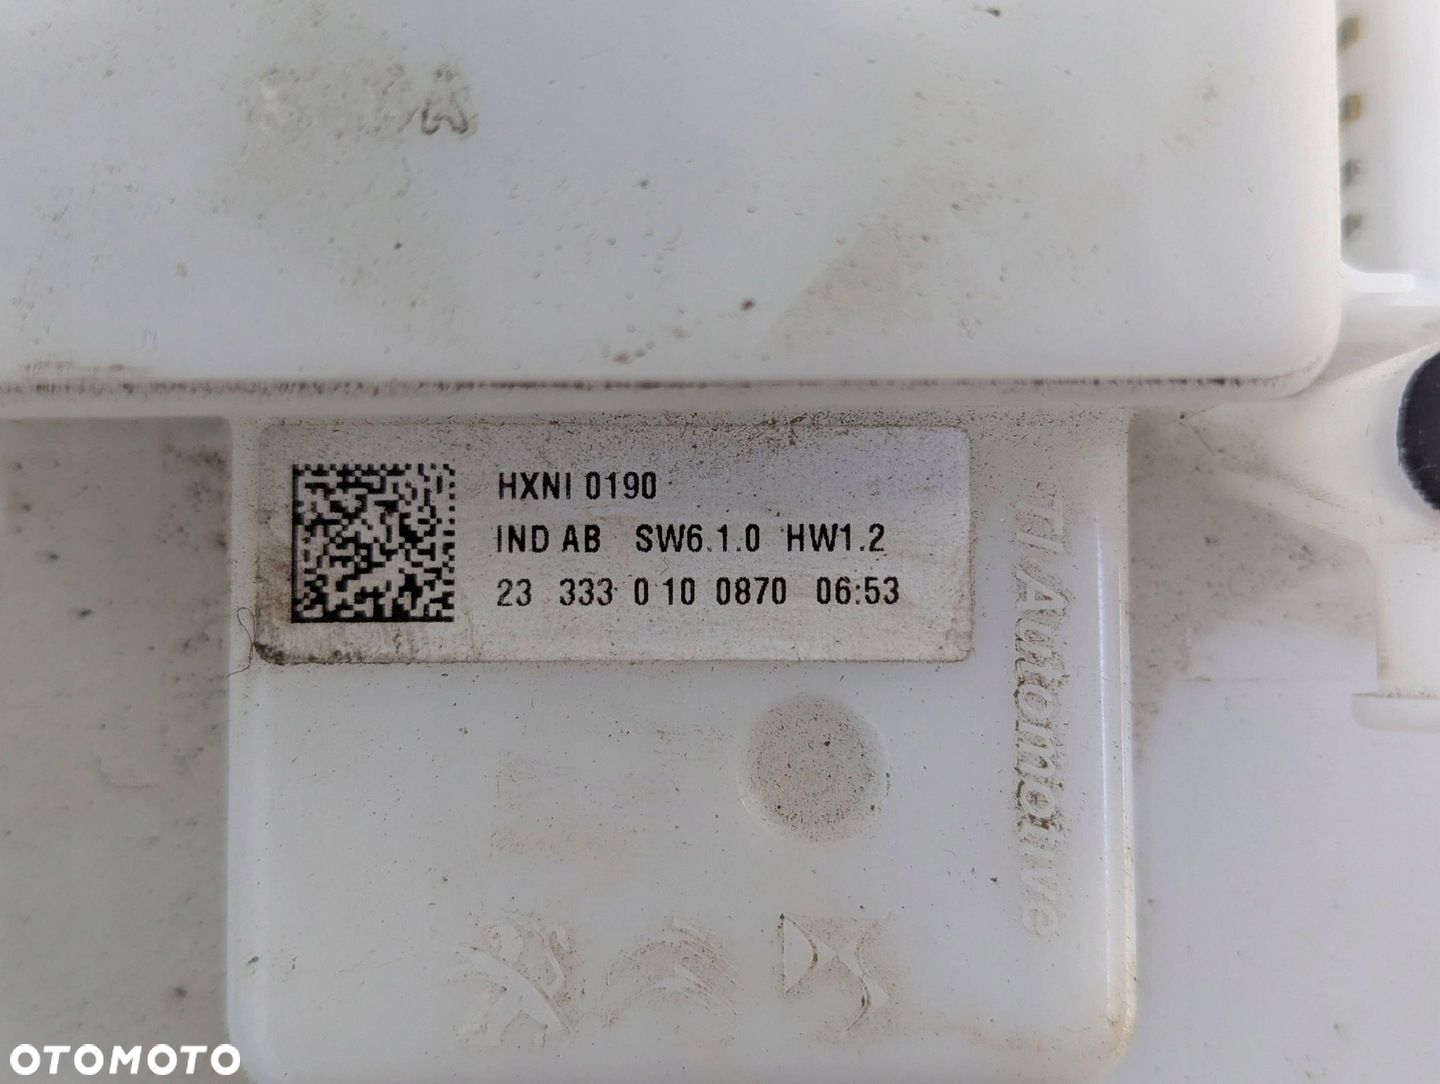 HXNI 0190
IND AB SW6.1.0 HW1.2
23 333 0 10 0870 06:53
TI Automotive
OTOMOTO